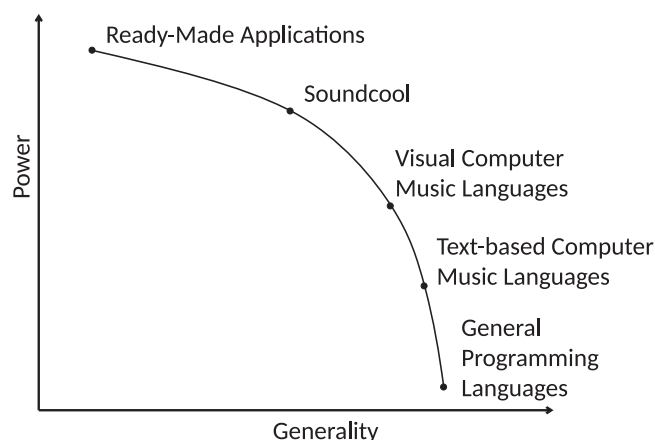 Ready-Made Applications
Soundcool
Visual Computer
Music Languages
Power
Text-based Computer
Music Languages
General
Programming
Languages
Generality